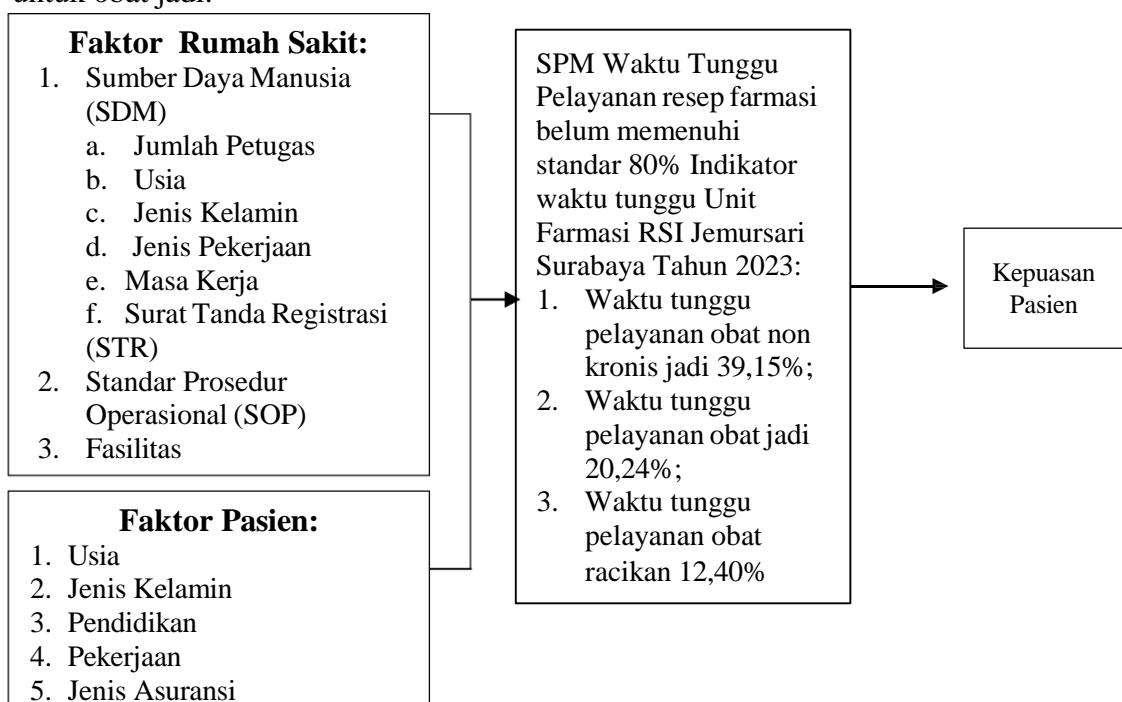 untuk obat jadi.
Faktor Rumah Sakit:
1. Sumber Daya Manusia
(SDM)
a. Jumlah Petugas
b. Usia
c. Jenis Kelamin
d. Jenis Pekerjaan
e. Masa Kerja
f. Surat Tanda Registrasi
(STR)
2. Standar Prosedur
Operasional (SOP)
3. Fasilitas
Faktor Pasien:
1. Usia
2. Jenis Kelamin
3. Pendidikan
4. Pekerjaan
5. Jenis Asuransi
SPM Waktu Tunggu
Pelayanan resep farmasi
belum memenuhi
standar 80% Indikator
waktu tunggu Unit
Farmasi RSI Jemursari
Surabaya Tahun 2023:
1. Waktu tunggu
pelayanan obat non
kronis jadi 39,15%;
2. Waktu tunggu
pelayanan obat jadi
20,24%;
3. Waktu tunggu
pelayanan obat
racikan 12,40%
Kepuasan
Pasien